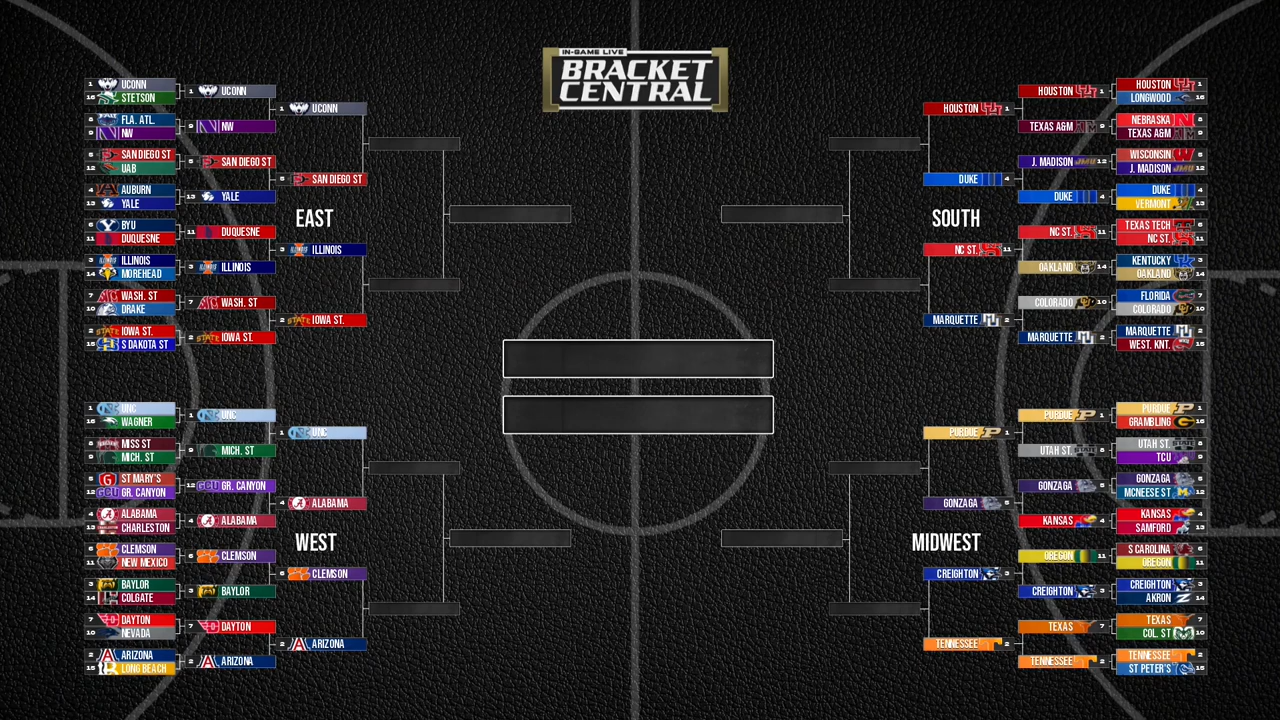 IN-GAME LIVE
BRACKET
CENTRAL
1 UCONN
16 STETSON
8 FLA. ATL.
9 NW
5 SAN DIEGO ST
12 UAB
4 AUBURN
13 YALE
6 BYU
11 DUQUESNE
3 ILLINOIS
14 MOREHEAD
7 WASH. ST
10 DRAKE
2 IOWA ST.
15 S DAKOTA ST
1 UCONN
9 NW
5 SAN DIEGO ST
13 YALE
11 DUQUESNE
3 ILLINOIS
7 WASH. ST
2 IOWA ST.
1 UCONN
5 SAN DIEGO ST
3 ILLINOIS
2 IOWA ST.
EAST
1 UNC
16 WAGNER
8 MISS ST
9 MICH. ST
5 ST MARY'S
12 GR. CANYON
4 ALABAMA
13 CHARLESTON
6 CLEMSON
11 NEW MEXICO
3 BAYLOR
14 COLGATE
7 DAYTON
10 NEVADA
2 ARIZONA
15 LONG BEACH
1 UNC
9 MICH. ST
12 GR. CANYON
4 ALABAMA
6 CLEMSON
3 BAYLOR
7 DAYTON
2 ARIZONA
1 UNC
4 ALABAMA
6 CLEMSON
2 ARIZONA
WEST
HOUSTON 1
DUKE 4
NC ST. 11
MARQUETTE 2
SOUTH
HOUSTON 1
TEXAS A&M 9
J. MADISON 12
DUKE 4
NC ST. 11
OAKLAND 14
COLORADO 10
MARQUETTE 2
HOUSTON 1
LONGWOOD 16
NEBRASKA 8
TEXAS A&M 9
WISCONSIN 5
J. MADISON 12
DUKE 4
VERMONT 13
TEXAS TECH 6
NC ST. 11
KENTUCKY 3
OAKLAND 14
FLORIDA 7
COLORADO 10
MARQUETTE 2
WEST. KNT. 15
PURDUE 1
GONZAGA 5
CREIGHTON 3
TENNESSEE 2
MIDWEST
PURDUE 1
UTAH ST. 8
GONZAGA 5
KANSAS 4
OREGON 11
CREIGHTON 3
TEXAS 7
TENNESSEE 2
PURDUE 1
GRAMBLING 16
UTAH ST. 8
TCU 9
GONZAGA 5
MCNEESE ST 12
KANSAS 4
SAMFORD 13
S CAROLINA 6
OREGON 11
CREIGHTON 3
AKRON 14
TEXAS 7
COL. ST 10
TENNESSEE 2
ST PETER'S 15